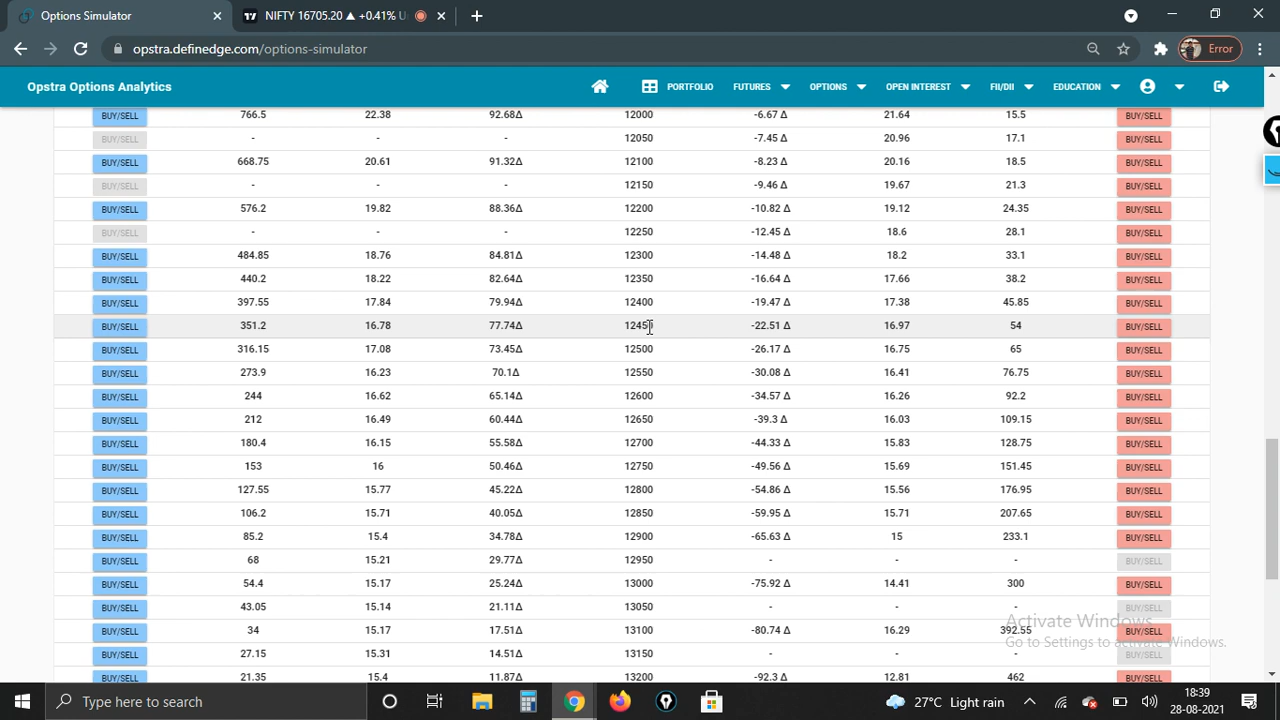 Options Simulator
NIFTY 16705.20 ▲ +0.41% U
opstra.definedge.com/options-simulator
Error
Opstra Options Analytics
PORTFOLIO FUTURES OPTIONS OPEN INTEREST FII/DII EDUCATION
BUY/SELL 766.5 22.38 92.68Δ 12000 -6.67 Δ 21.64 15.5 BUY/SELL
BUY/SELL - - - 12050 -7.45 Δ 20.96 17.1 BUY/SELL
BUY/SELL 668.75 20.61 91.32Δ 12100 -8.23 Δ 20.16 18.5 BUY/SELL
BUY/SELL - - - 12150 -9.46 Δ 19.67 21.3 BUY/SELL
BUY/SELL 576.2 19.82 88.36Δ 12200 -10.82 Δ 19.12 24.35 BUY/SELL
BUY/SELL - - - 12250 -12.45 Δ 18.6 28.1 BUY/SELL
BUY/SELL 484.85 18.76 84.81Δ 12300 -14.48 Δ 18.2 33.1 BUY/SELL
BUY/SELL 440.2 18.22 82.64Δ 12350 -16.64 Δ 17.66 38.2 BUY/SELL
BUY/SELL 397.55 17.84 79.94Δ 12400 -19.47 Δ 17.38 45.85 BUY/SELL
BUY/SELL 351.2 16.78 77.74Δ 12450 -22.51 Δ 16.97 54 BUY/SELL
BUY/SELL 316.15 17.08 73.45Δ 12500 -26.17 Δ 16.75 65 BUY/SELL
BUY/SELL 273.9 16.23 70.1Δ 12550 -30.08 Δ 16.41 76.75 BUY/SELL
BUY/SELL 244 16.62 65.14Δ 12600 -34.57 Δ 16.26 92.2 BUY/SELL
BUY/SELL 212 16.49 60.44Δ 12650 -39.3 Δ 16.03 109.15 BUY/SELL
BUY/SELL 180.4 16.15 55.58Δ 12700 -44.33 Δ 15.83 128.75 BUY/SELL
BUY/SELL 153 16 50.46Δ 12750 -49.56 Δ 15.69 151.45 BUY/SELL
BUY/SELL 127.55 15.77 45.22Δ 12800 -54.86 Δ 15.56 176.95 BUY/SELL
BUY/SELL 106.2 15.71 40.05Δ 12850 -59.95 Δ 15.71 207.65 BUY/SELL
BUY/SELL 85.2 15.4 34.78Δ 12900 -65.63 Δ 15 233.1 BUY/SELL
BUY/SELL 68 15.21 29.77Δ 12950 - - - BUY/SELL
BUY/SELL 54.4 15.17 25.24Δ 13000 -75.92 Δ 14.41 300 BUY/SELL
BUY/SELL 43.05 15.14 21.11Δ 13050 - - - BUY/SELL
BUY/SELL 34 15.17 17.51Δ 13100 -80.74 Δ 16.29 392.55 BUY/SELL
BUY/SELL 27.15 15.31 14.51Δ 13150 - - - BUY/SELL
BUY/SELL 21.35 15.4 11.87Δ 13200 -92.3 Δ 12.81 462 BUY/SELL
Activate Windows
Go to Settings to activate Windows.
Type here to search
27°C Light rain
18:39
28-08-2021